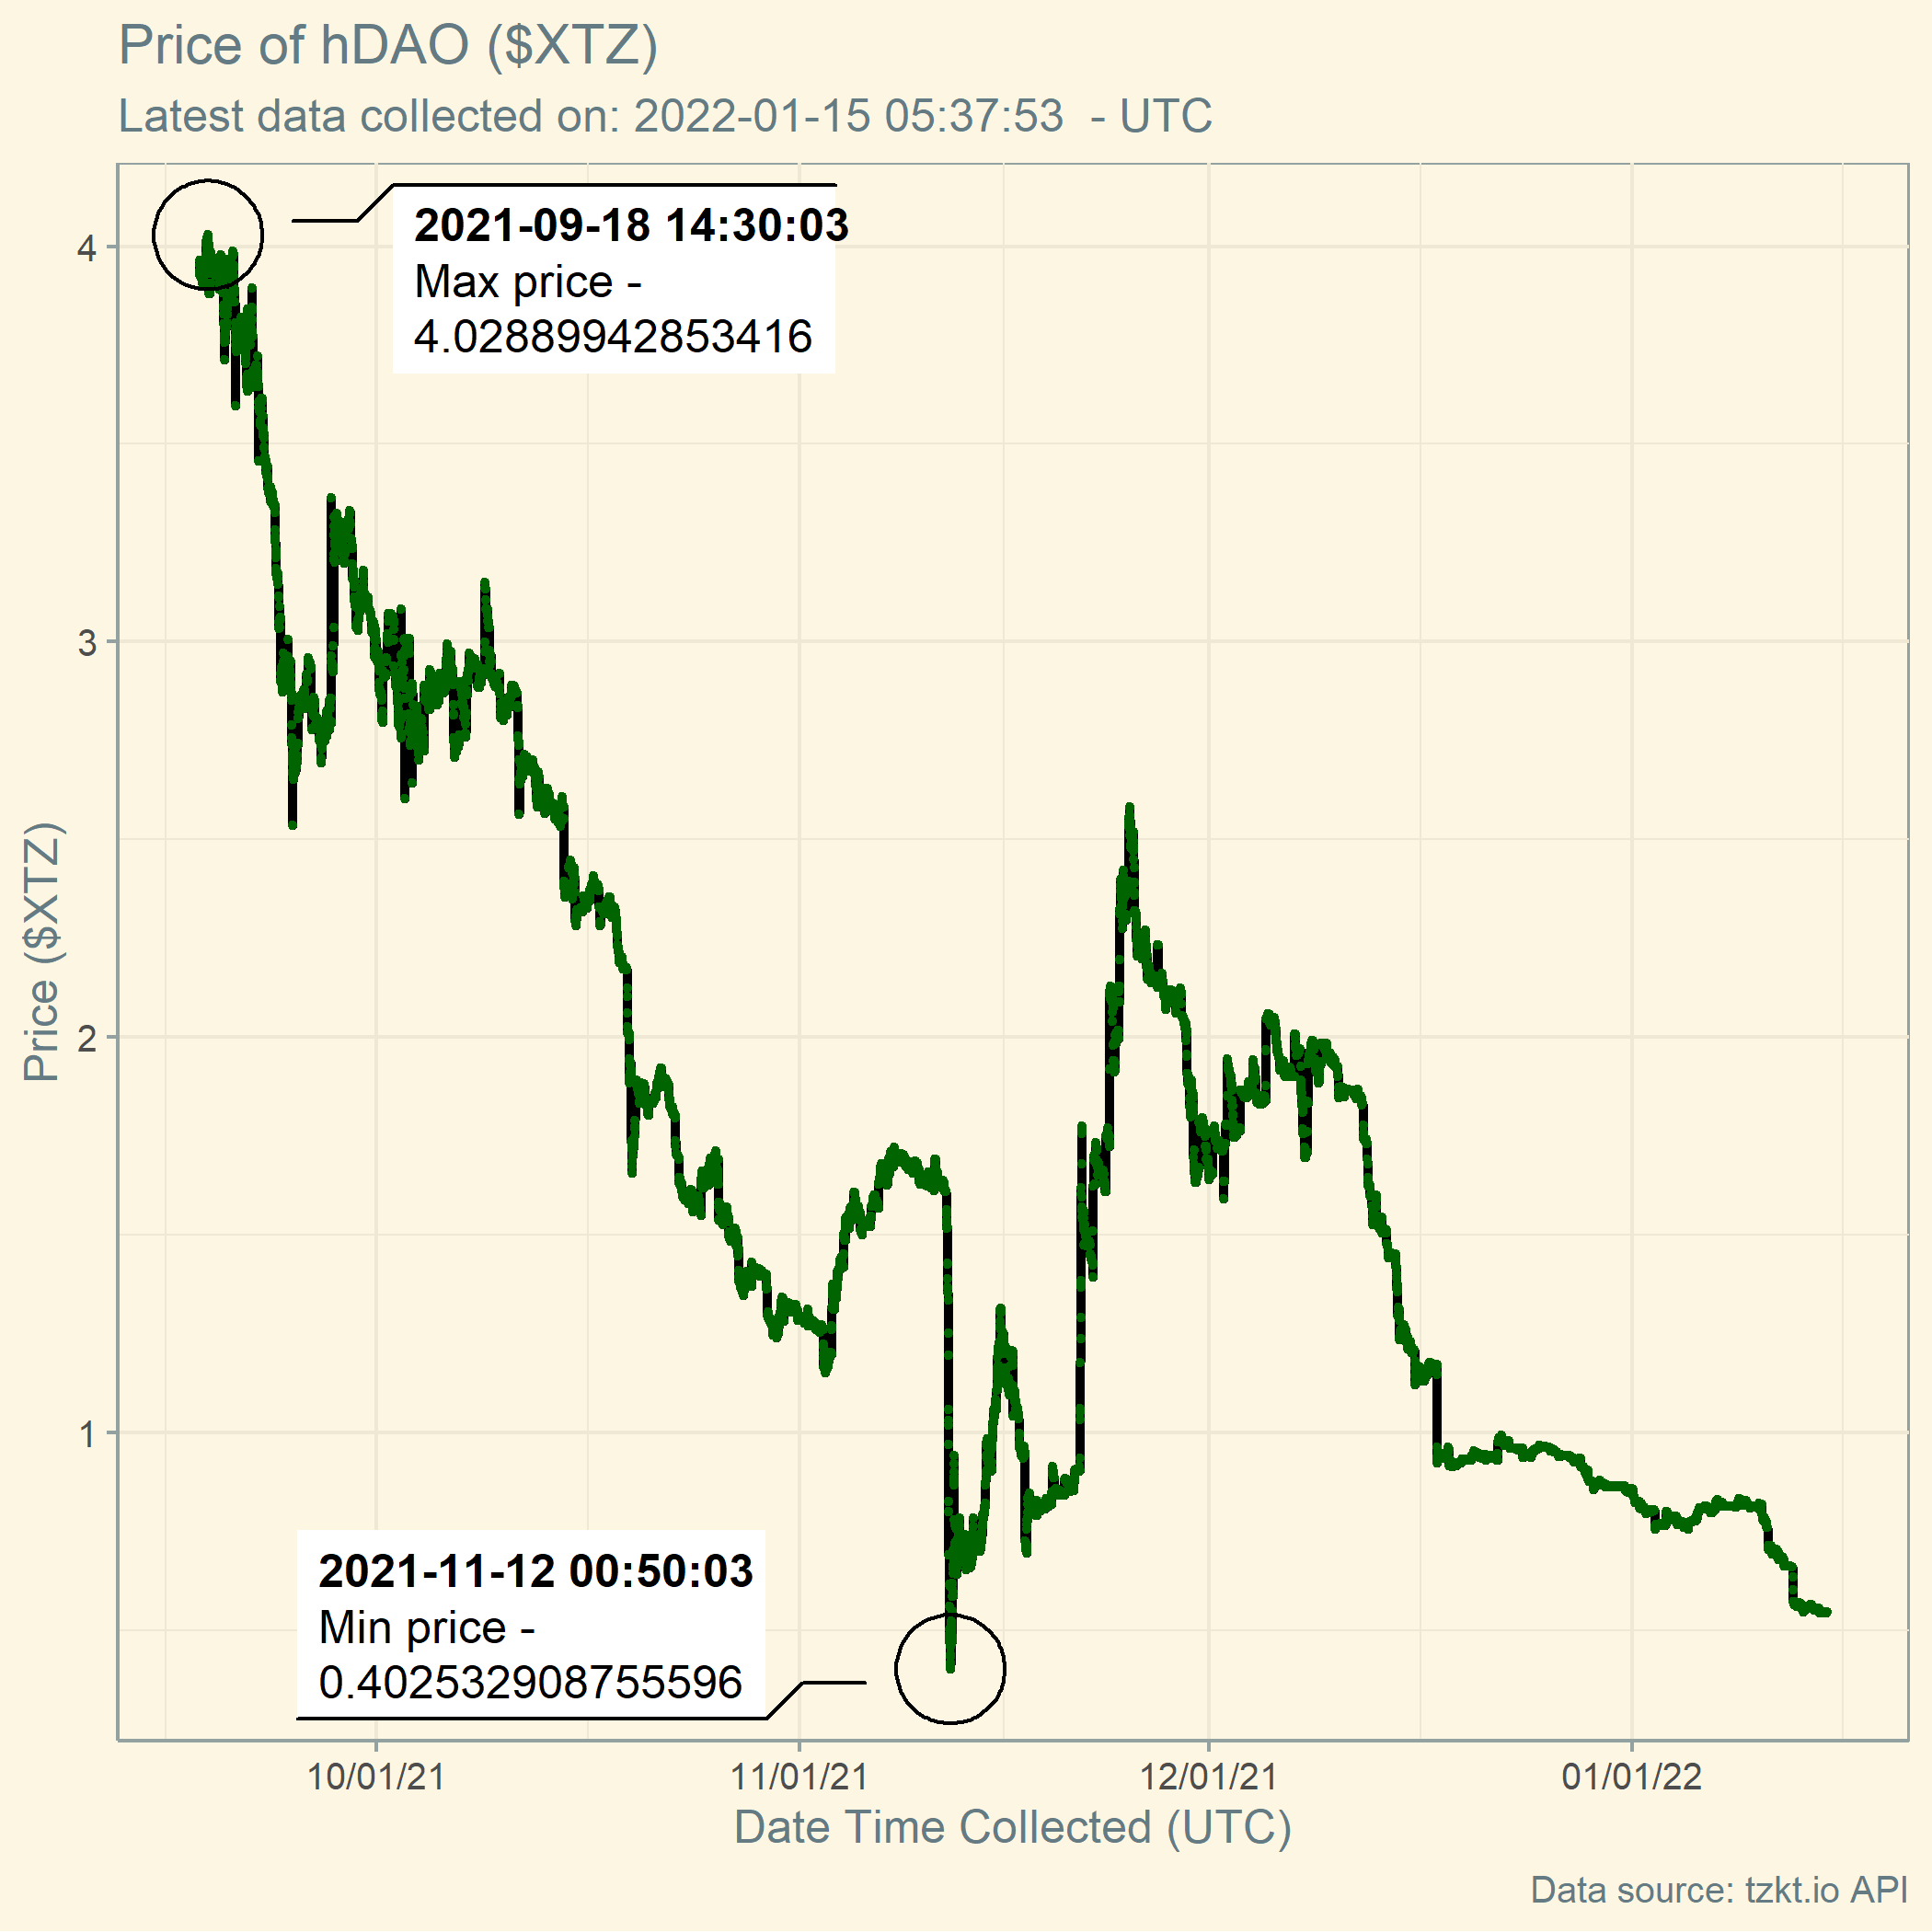 Price of hDAO ($XTZ)
Latest data collected on: 2022-01-15 05:37:53  - UTC
2021-09-18 14:30:03
Max price -
4.02889942853416
4
3
2
1
Price ($XTZ)
2021-11-12 00:50:03
Min price -
0.402532908755596
10/01/21
11/01/21
12/01/21
01/01/22
Date Time Collected (UTC)
Data source: tzkt.io API